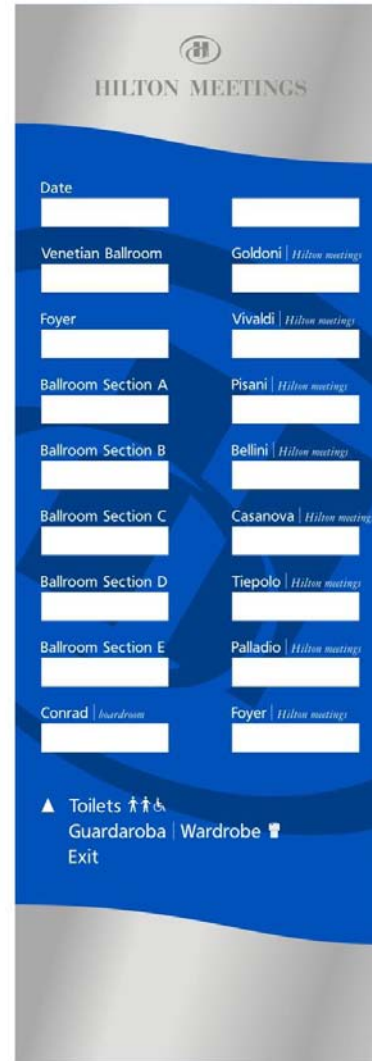 H
HILTON MEETINGS
Date
Venetian Ballroom
Goldoni | Hilton meetings
Foyer
Vivaldi | Hilton meetings
Ballroom Section A
Pisani | Hilton meetings
Ballroom Section B
Bellini | Hilton meetings
Ballroom Section C
Casanova | Hilton meetings
Ballroom Section D
Tiepolo | Hilton meetings
Ballroom Section E
Palladio | Hilton meetings
Conrad | boardroom
Foyer | Hilton meetings
Toilets
Guardaroba | Wardrobe
Exit